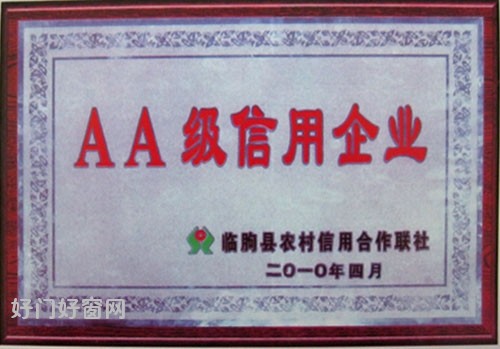 AA级信用企业
临朐县农村信用合作联社
二〇一〇年四月
好门好窗网